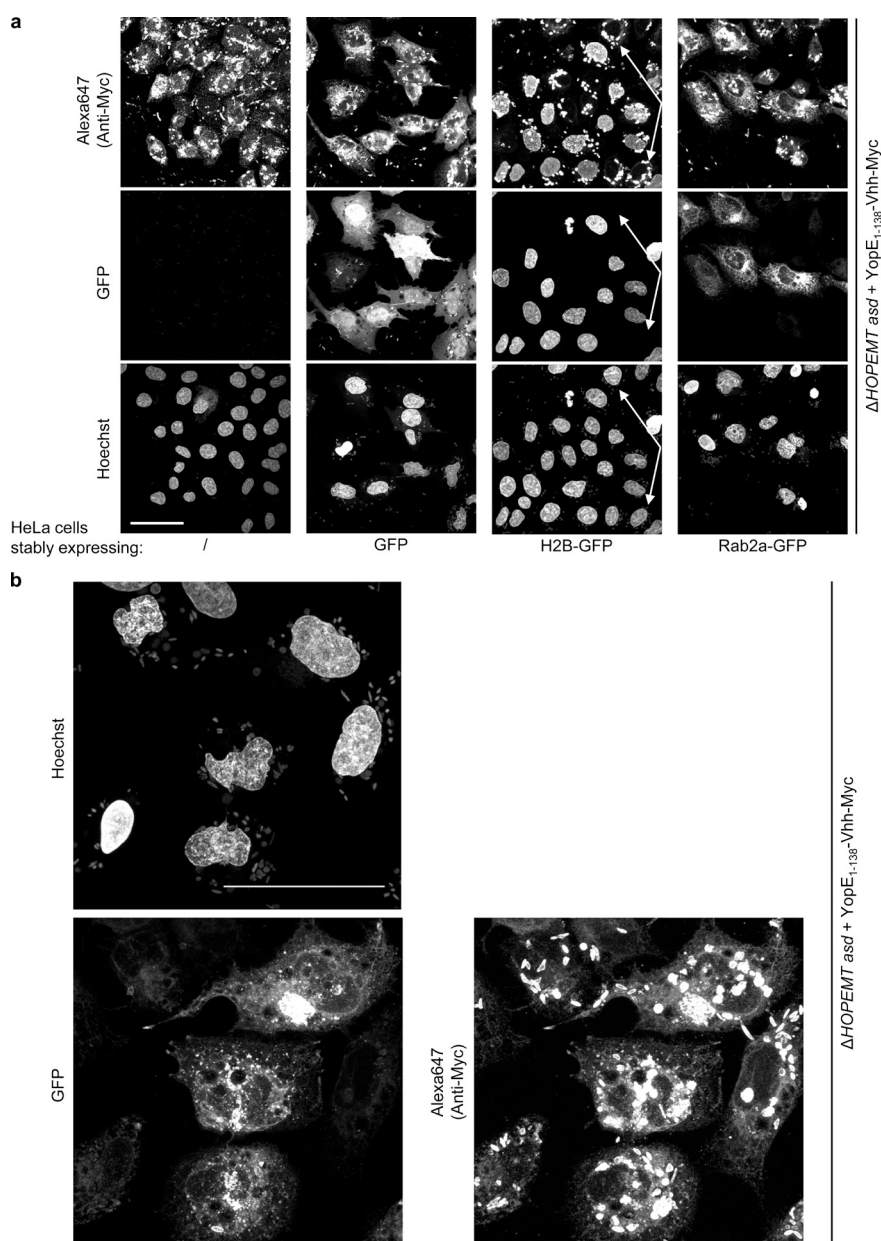 a
Alexa647
(Anti-Myc)
GFP
Hoechst
HeLa cells
stably expressing:
/
GFP
H2B-GFP
Rab2a-GFP
ΔHOPEMT asd + YopE1-138-Vhh-Myc
b
Hoechst
GFP
Alexa647
(Anti-Myc)
ΔHOPEMT asd + YopE1-138-Vhh-Myc